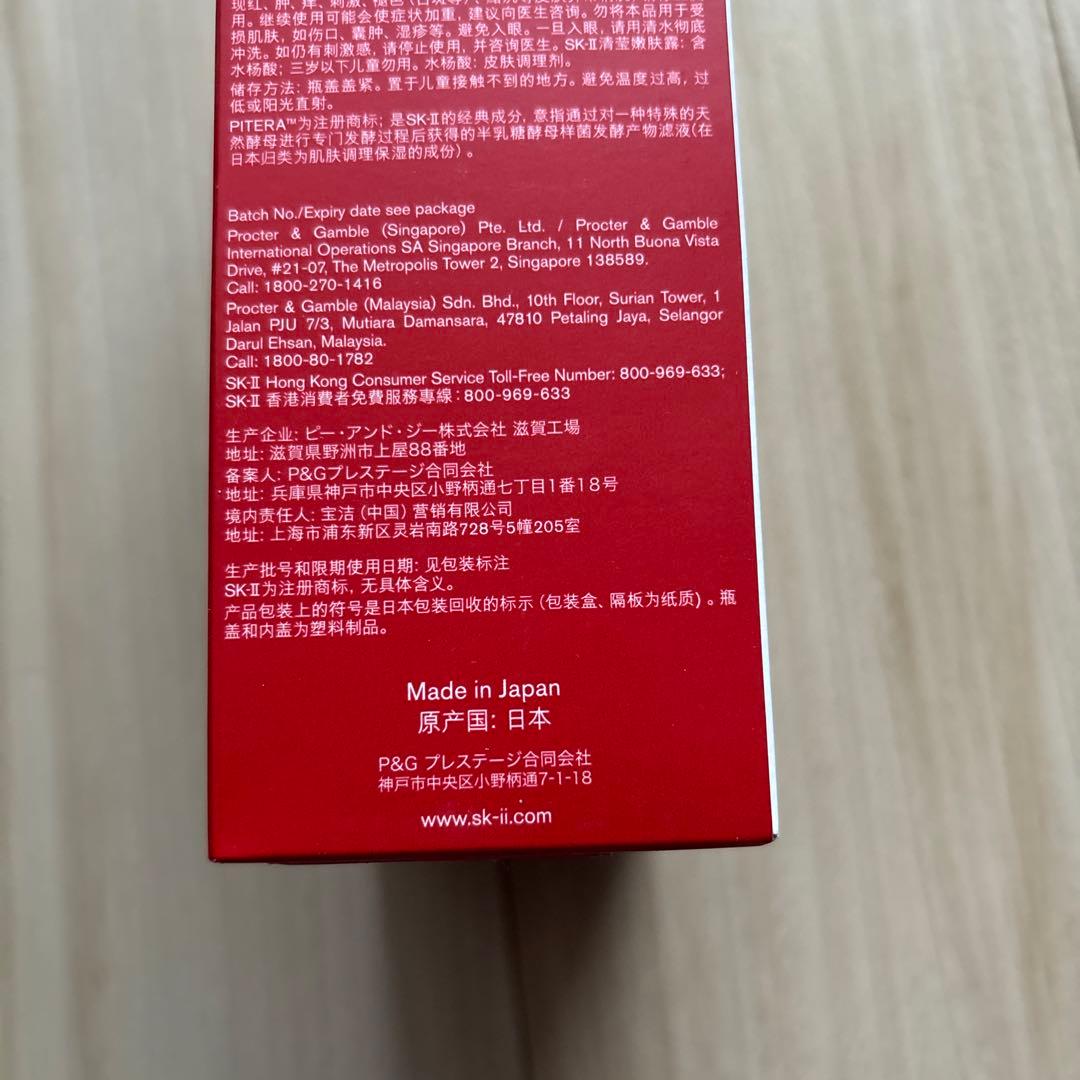 现红、肿、痒、刺激、褪色（白斑等）、
用。继续使用可能会使症状加重，建议向医生咨询。勿将本品用于受
损肌肤，如伤口、囊肿、湿疹等。避免入眼。一旦入眼，请用清水彻底
冲洗。如仍有刺激感，请停止使用，并咨询医生。SK-II清莹嫩肤露：含
水杨酸；三岁以下儿童勿用。水杨酸：皮肤调理剂。
储存方法：瓶盖盖紧。置于儿童接触不到的地方。避免温度过高，过
低或阳光直射。
PITERA™为注册商标；是SK-II的经典成分，意指通过对一种特殊的天
然酵母进行专门发酵过程后获得的半乳糖酵母样菌发酵产物滤液(在
日本归类为肌肤调理保湿的成份)。
Batch No./Expiry date see package
Procter & Gamble (Singapore) Pte. Ltd. / Procter & Gamble
International Operations SA Singapore Branch, 11 North Buona Vista
Drive, #21-07, The Metropolis Tower 2, Singapore 138589.
Call: 1800-270-1416
Procter & Gamble (Malaysia) Sdn. Bhd., 10th Floor, Surian Tower, 1
Jalan PJU 7/3, Mutiara Damansara, 47810 Petaling Jaya, Selangor
Darul Ehsan, Malaysia.
Call: 1800-80-1782
SK-II Hong Kong Consumer Service Toll-Free Number: 800-969-633;
SK-II 香港消費者免費服務專線：800-969-633
生产企业: ピー・アンド・ジー株式会社 滋賀工場
地址: 滋賀県野洲市上屋88番地
备案人: P&Gプレステージ合同会社
地址: 兵庫県神戸市中央区小野柄通七丁目1番18号
境内责任人: 宝洁（中国）营销有限公司
地址: 上海市浦东新区灵岩南路728号5幢205室
生产批号和限期使用日期: 见包装标注
SK-II为注册商标，无具体含义。
产品包装上的符号是日本包装回收的标示（包装盒、隔板为纸质）。瓶
盖和内盖为塑料制品。
Made in Japan
原产国: 日本
P&G プレステージ合同会社
神戸市中央区小野柄通7-1-18
www.sk-ii.com